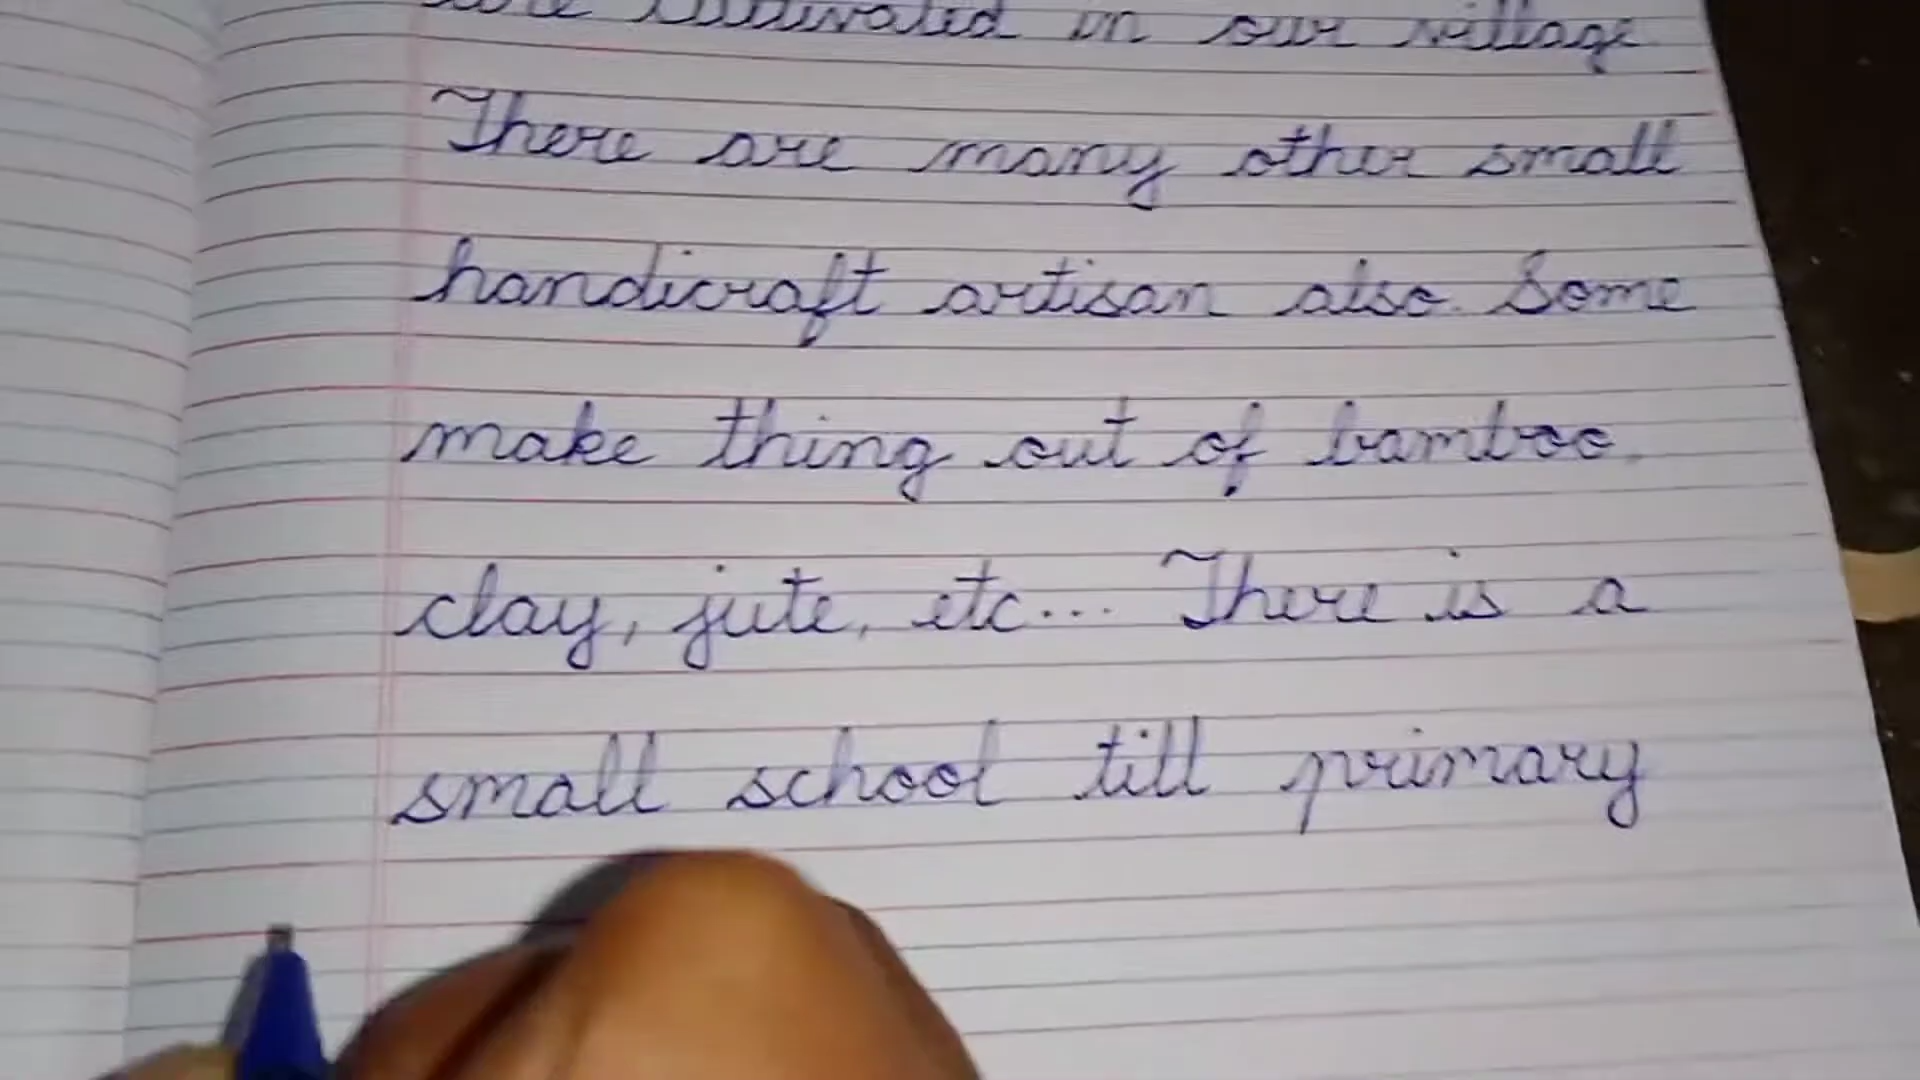 are cultivated in our village
There are many other small
handicraft artisan also. Some
make thing out of bamboo,
clay, jute, etc... There is a
small school till primary